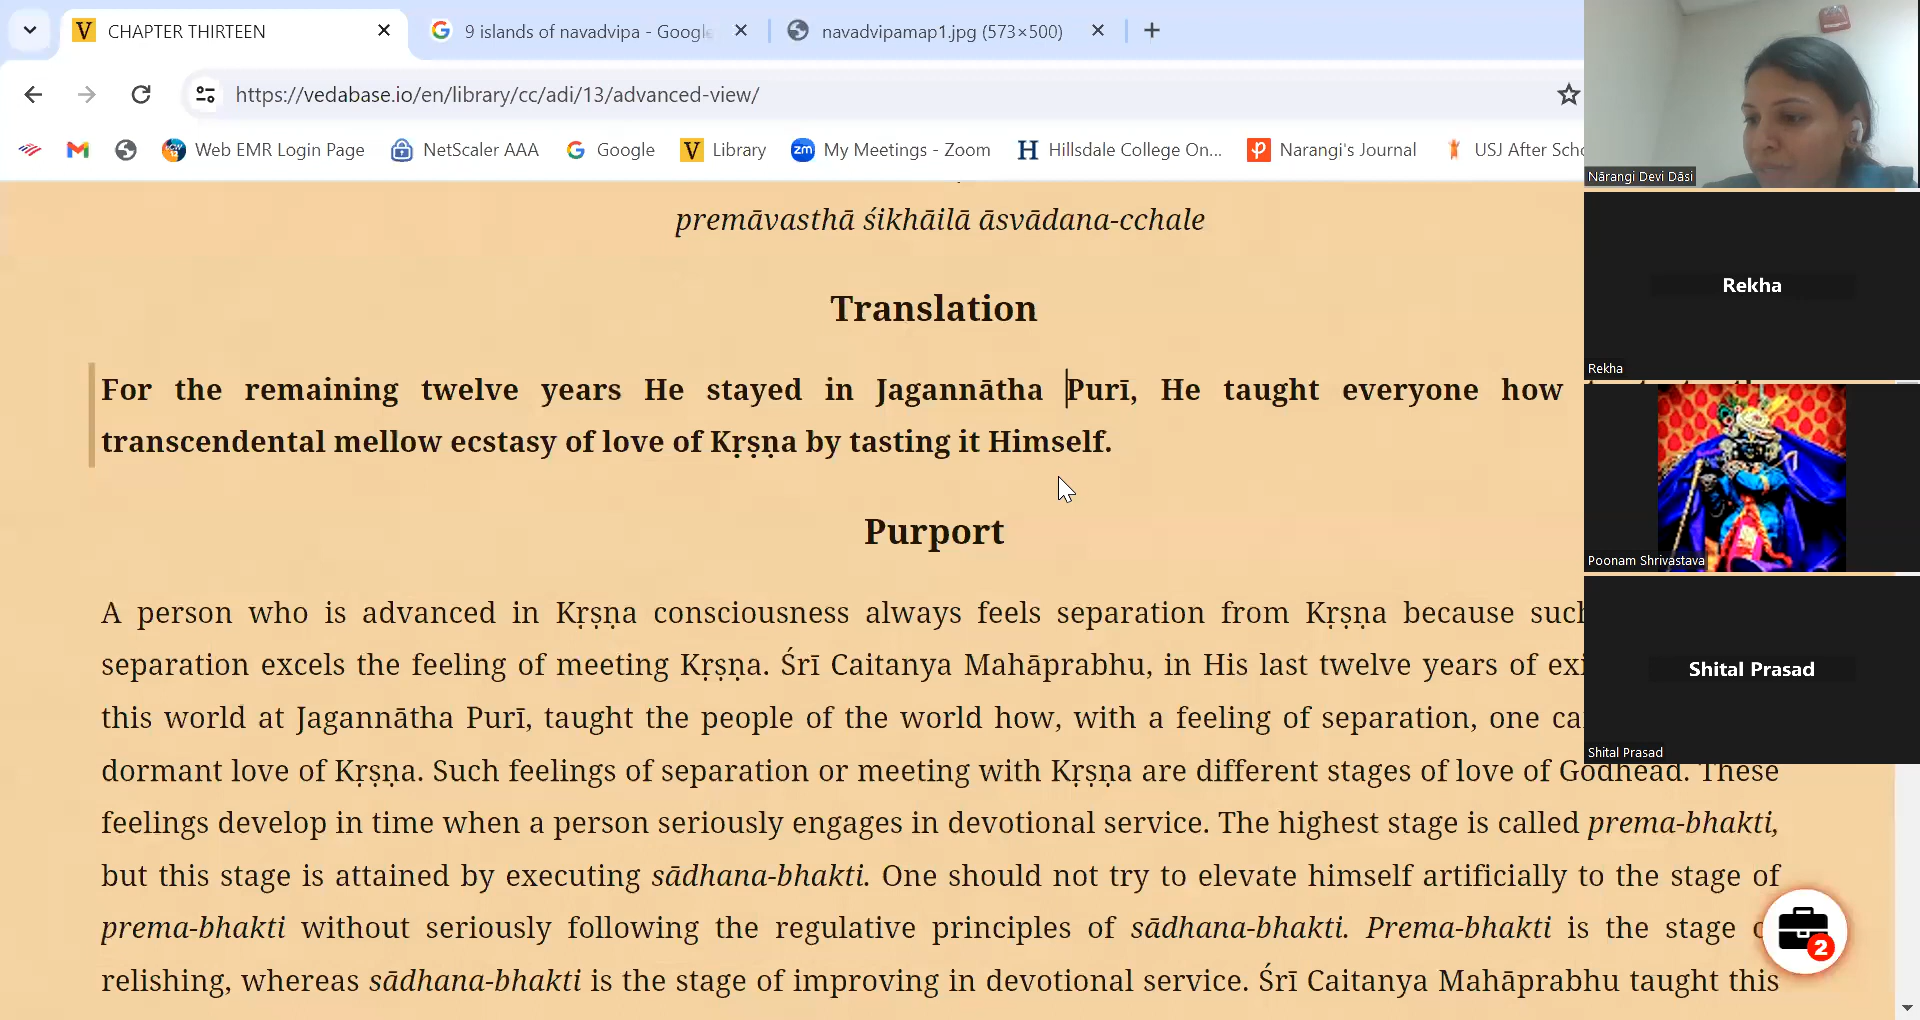 CHAPTER THIRTEEN
9 islands of navadvipa - Google
navadvipamap1.jpg (573×500)
https://vedabase.io/en/library/cc/adi/13/advanced-view/
Web EMR Login Page
NetScaler AAA
Google
Library
My Meetings - Zoom
Hillsdale College On...
Narangi's Journal
USJ After Scho
premāvasthā śikhāilā āsvādana-cchale
Translation
For the remaining twelve years He stayed in Jagannātha Purī, He taught everyone how
transcendental mellow ecstasy of love of Kṛṣṇa by tasting it Himself.
Purport
A person who is advanced in Kṛṣṇa consciousness always feels separation from Kṛṣṇa because such
separation excels the feeling of meeting Kṛṣṇa. Śrī Caitanya Mahāprabhu, in His last twelve years of exi
this world at Jagannātha Purī, taught the people of the world how, with a feeling of separation, one ca
dormant love of Kṛṣṇa. Such feelings of separation or meeting with Kṛṣṇa are different stages of love of Godhead. These
feelings develop in time when a person seriously engages in devotional service. The highest stage is called prema-bhakti,
but this stage is attained by executing sādhana-bhakti. One should not try to elevate himself artificially to the stage of
prema-bhakti without seriously following the regulative principles of sādhana-bhakti. Prema-bhakti is the stage
relishing, whereas sādhana-bhakti is the stage of improving in devotional service. Śrī Caitanya Mahāprabhu taught this
2
Nārangi Devi Dāsi
Rekha
Rekha
Poonam Shrivastava
Shital Prasad
Shital Prasad